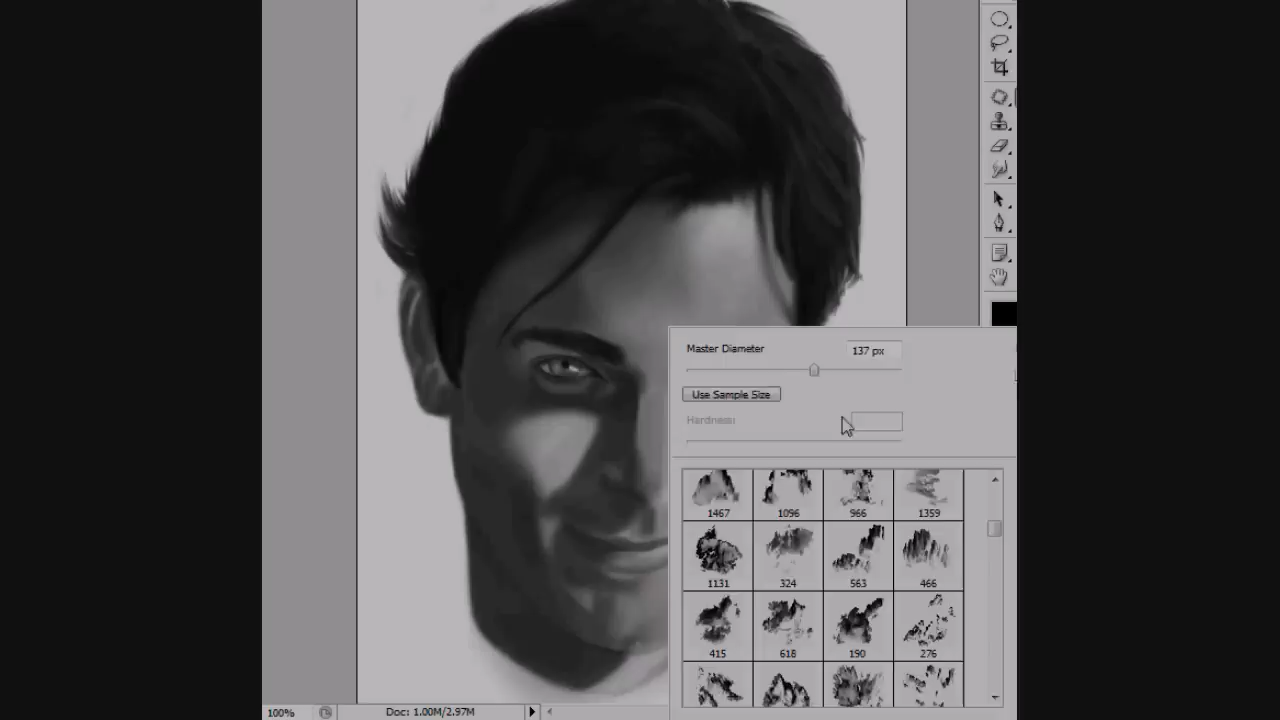 Master Diameter
137 px
Use Sample Size
Hardness:
1467 1096 966 1359
1131 324 563 466
415 618 190 276
100% Doc: 1.00M/2.97M